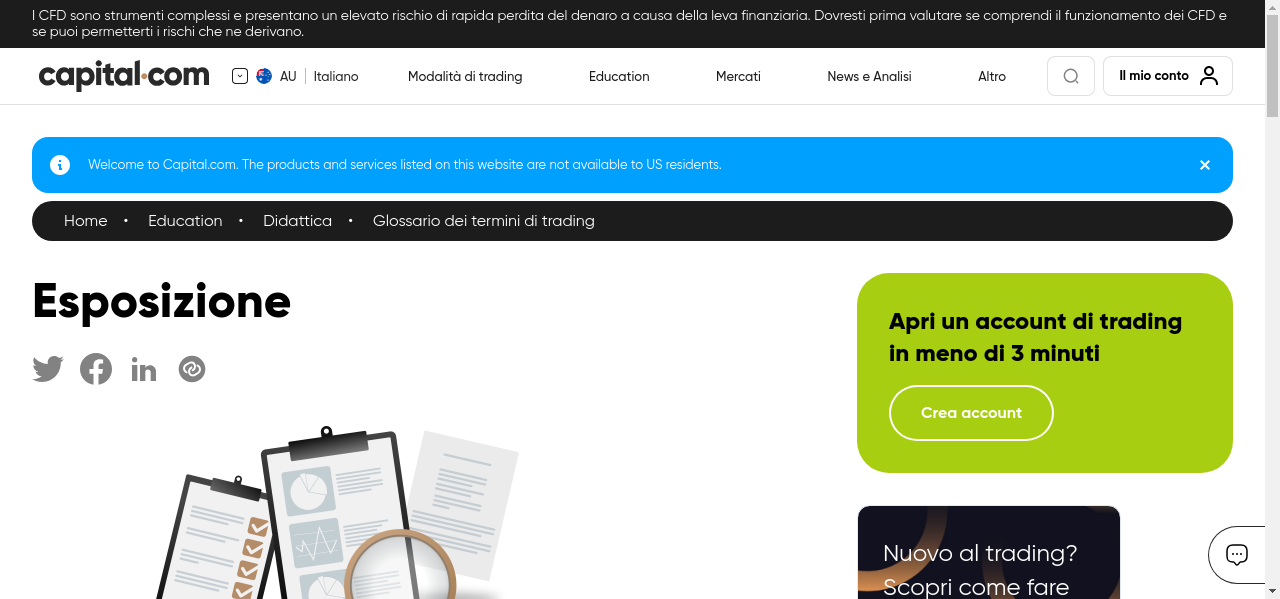 I CFD sono strumenti complessi e presentano un elevato rischio di rapida perdita del denaro a causa della leva finanziaria. Dovresti prima valutare se comprendi il funzionamento dei CFD e
se puoi permetterti i rischi che ne derivano.
capital.com
AU Italiano
Modalità di trading
Education
Mercati
News e Analisi
Altro
Il mio conto
Welcome to Capital.com. The products and services listed on this website are not available to US residents.
Home • Education • Didattica • Glossario dei termini di trading
Esposizione
Apri un account di trading
in meno di 3 minuti
Crea account
Nuovo al trading?
Scopri come fare